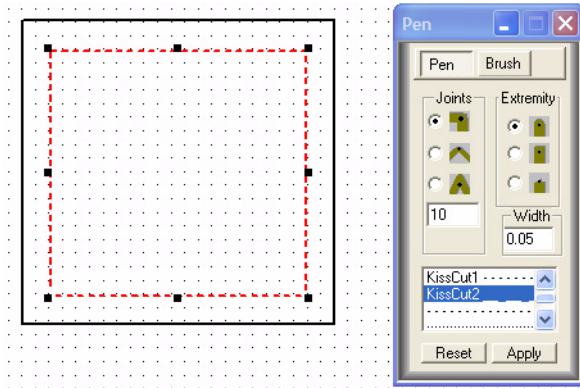 Pen
Pen Brush
Joints Extremity
10
Width
0.05
KissCut1
KissCut2
Reset Apply